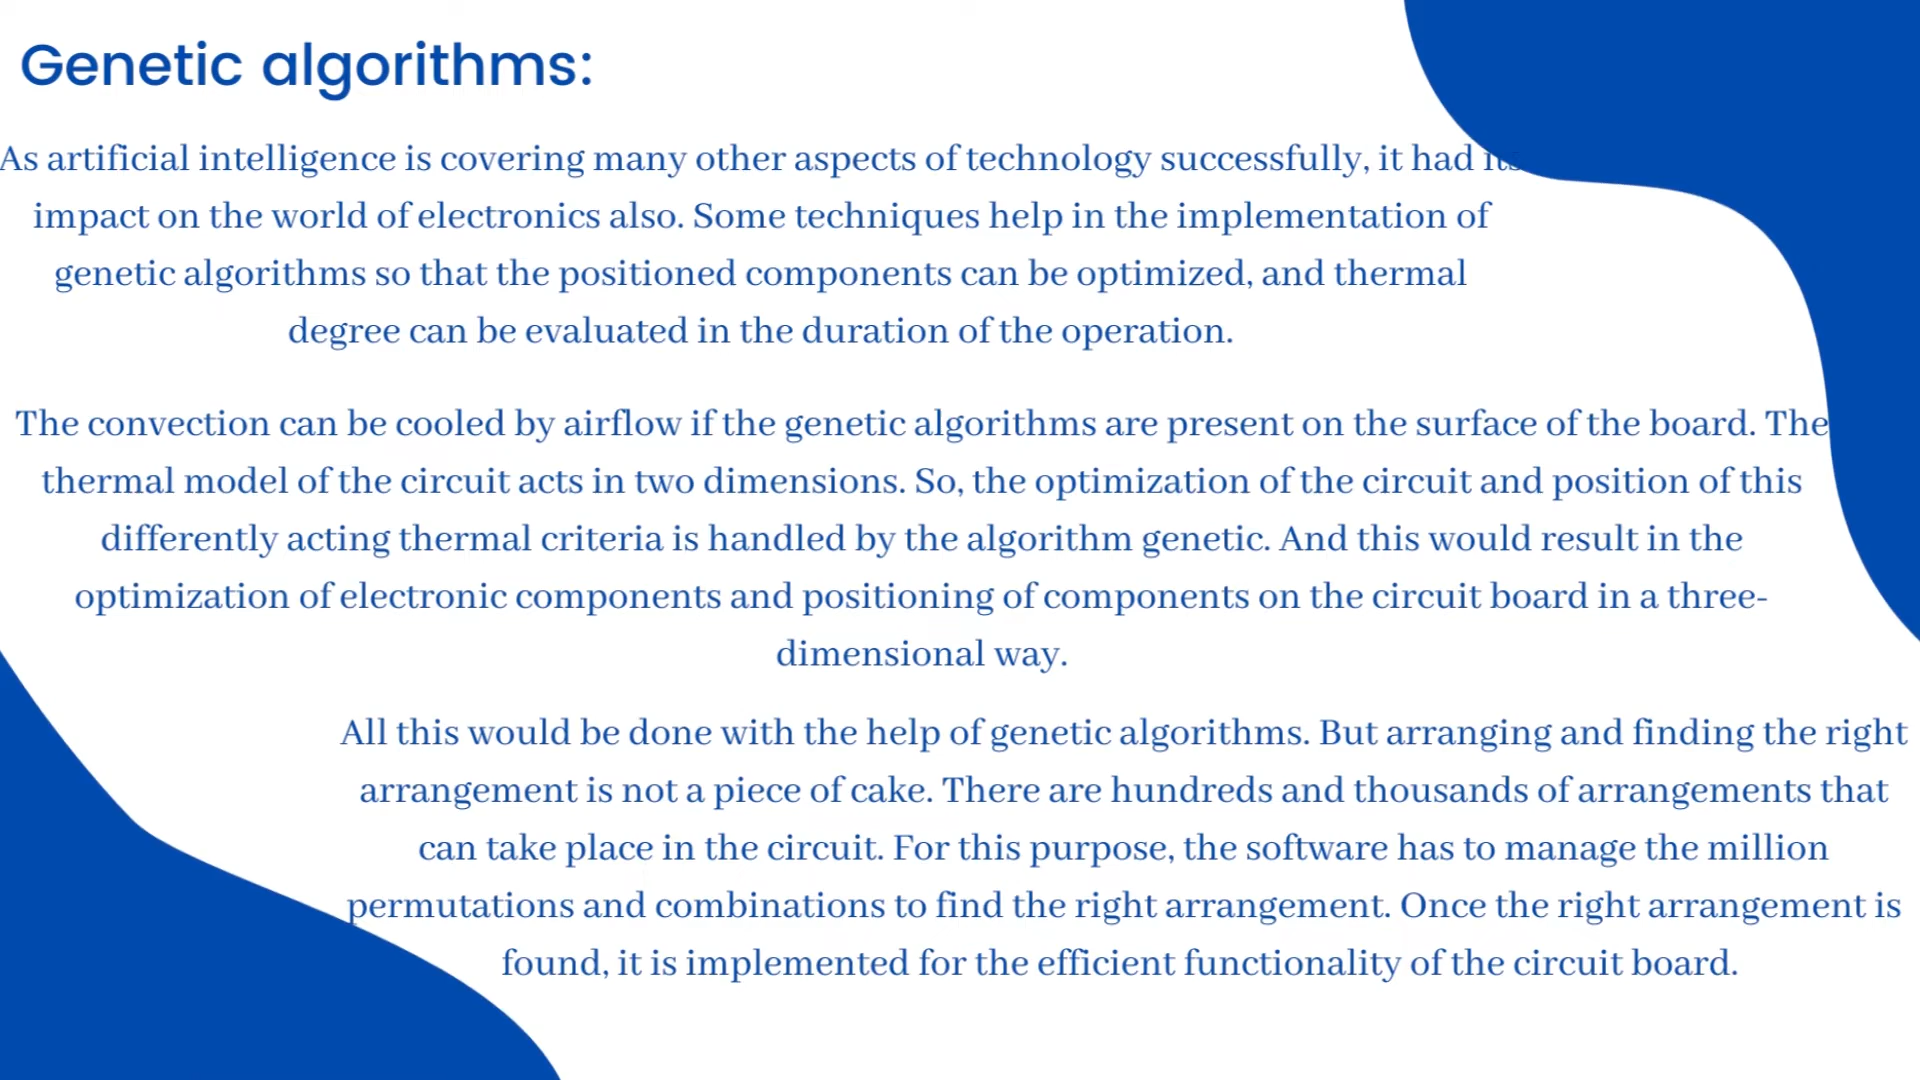 Genetic algorithms:
As artificial intelligence is covering many other aspects of technology successfully, it had its
impact on the world of electronics also. Some techniques help in the implementation of
genetic algorithms so that the positioned components can be optimized, and thermal
degree can be evaluated in the duration of the operation.
The convection can be cooled by airflow if the genetic algorithms are present on the surface of the board. The
thermal model of the circuit acts in two dimensions. So, the optimization of the circuit and position of this
differently acting thermal criteria is handled by the algorithm genetic. And this would result in the
optimization of electronic components and positioning of components on the circuit board in a three-
dimensional way.
All this would be done with the help of genetic algorithms. But arranging and finding the right
arrangement is not a piece of cake. There are hundreds and thousands of arrangements that
can take place in the circuit. For this purpose, the software has to manage the million
permutations and combinations to find the right arrangement. Once the right arrangement is
found, it is implemented for the efficient functionality of the circuit board.